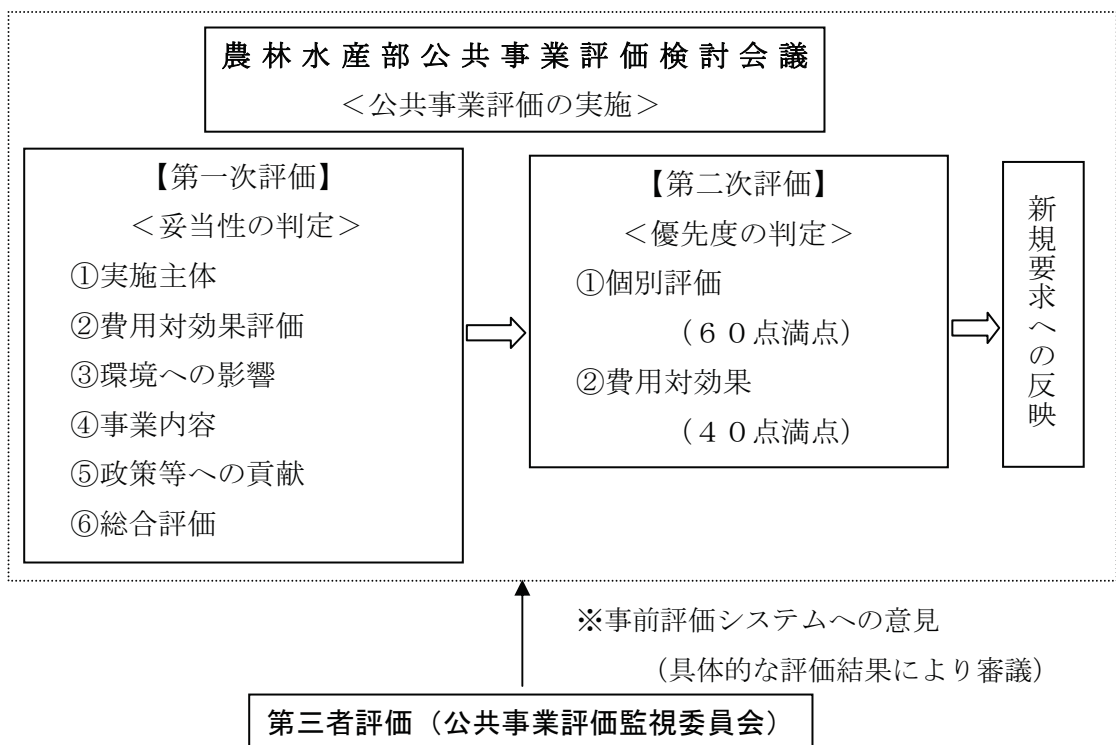 農林水産部公共事業評価検討会議
＜公共事業評価の実施＞
【第一次評価】
＜妥当性の判定＞
①実施主体
②費用対効果評価
③環境への影響
④事業内容
⑤政策等への貢献
⑥総合評価
【第二次評価】
＜優先度の判定＞
①個別評価
（６０点満点）
②費用対効果
（４０点満点）
新規要求への反映
※事前評価システムへの意見
（具体的な評価結果により審議）
第三者評価（公共事業評価監視委員会）